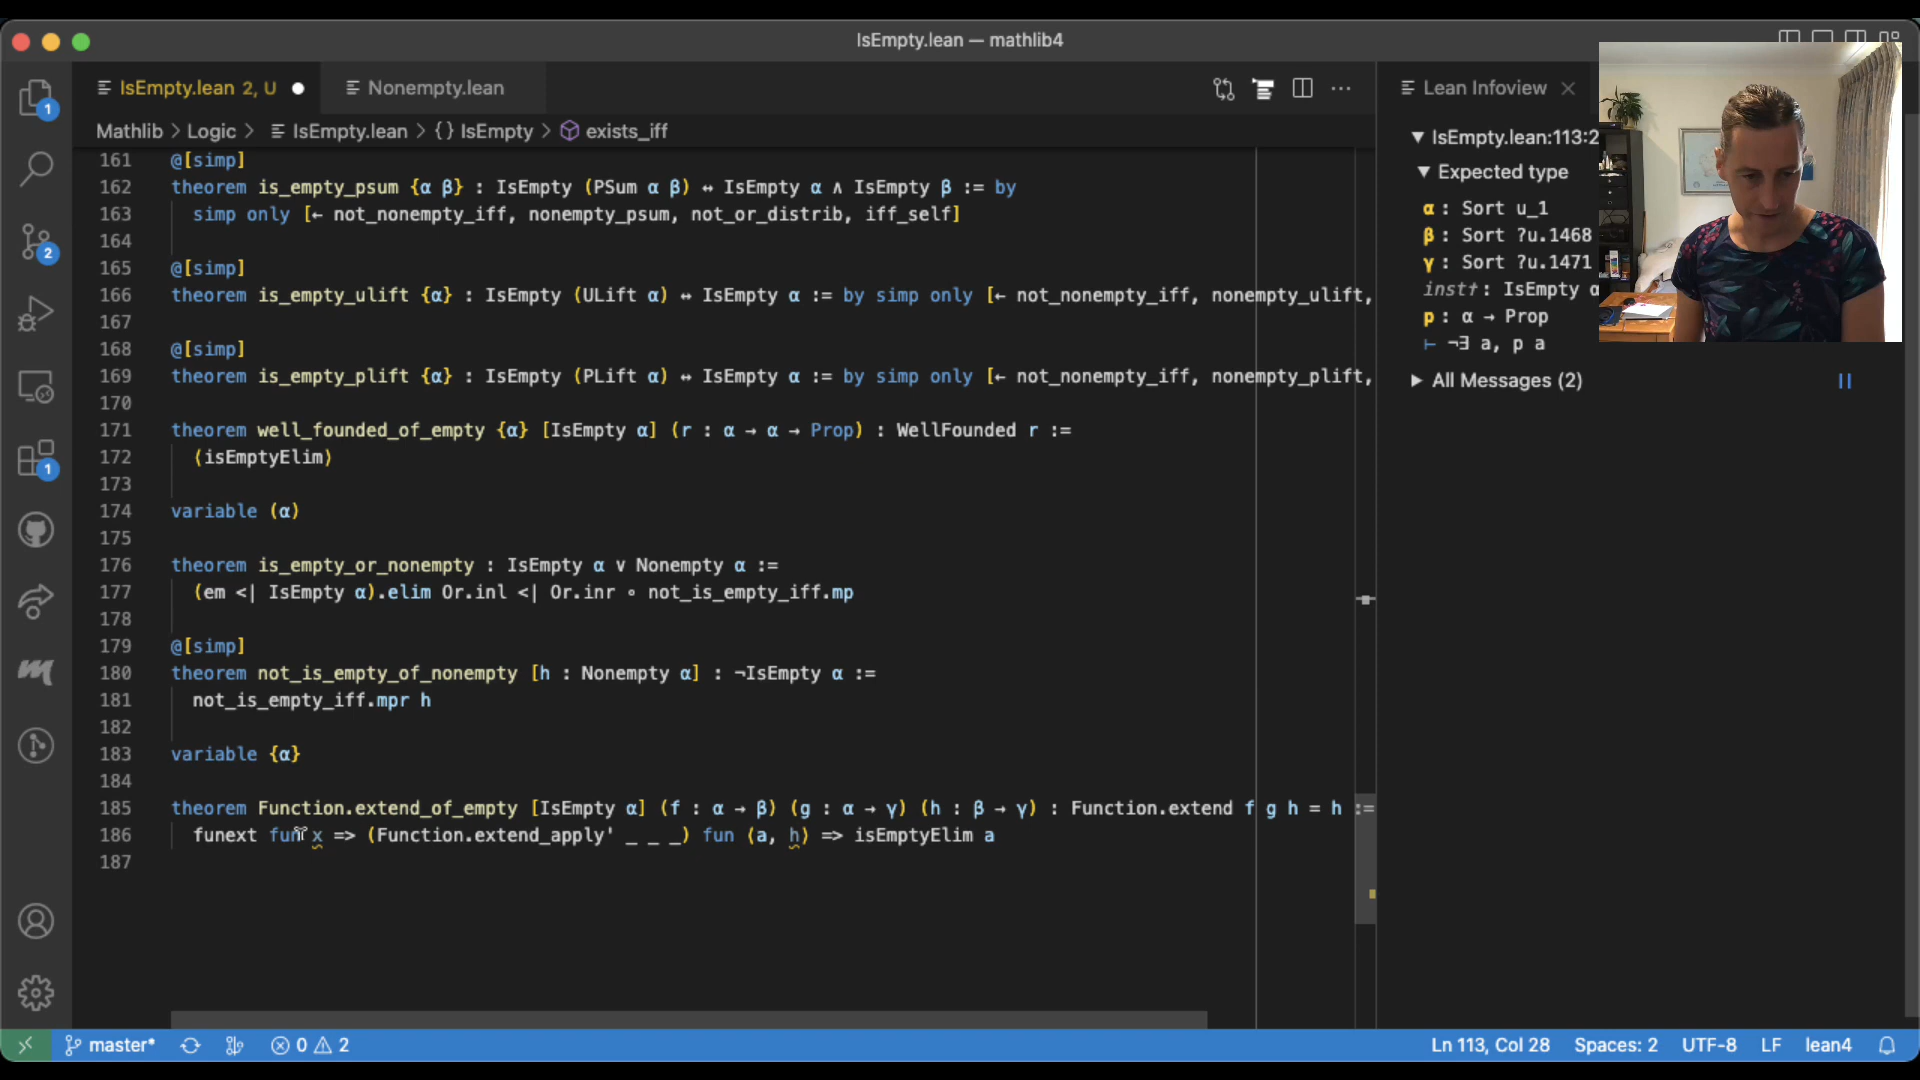 IsEmpty.lean — mathlib4
IsEmpty.lean 2, U
Nonempty.lean
Lean Infoview
Mathlib > Logic > IsEmpty.lean > {} IsEmpty > exists_iff
161 @[simp]
162 theorem is_empty_psum {α β} : IsEmpty (PSum α β) ↔ IsEmpty α ∧ IsEmpty β := by
163 simp only [← not_nonempty_iff, nonempty_psum, not_or_distrib, iff_self]
164
165 @[simp]
166 theorem is_empty_ulift {α} : IsEmpty (ULift α) ↔ IsEmpty α := by simp only [← not_nonempty_iff, nonempty_ulift,
167
168 @[simp]
169 theorem is_empty_plift {α} : IsEmpty (PLift α) ↔ IsEmpty α := by simp only [← not_nonempty_iff, nonempty_plift,
170
171 theorem well_founded_of_empty {α} [IsEmpty α] (r : α → α → Prop) : WellFounded r :=
172 (isEmptyElim)
173
174 variable (α)
175
176 theorem is_empty_or_nonempty : IsEmpty α ∨ Nonempty α :=
177 (em <| IsEmpty α).elim Or.inl <| Or.inr ∘ not_is_empty_iff.mp
178
179 @[simp]
180 theorem not_is_empty_of_nonempty [h : Nonempty α] : ¬IsEmpty α :=
181 not_is_empty_iff.mpr h
182
183 variable {α}
184
185 theorem Function.extend_of_empty [IsEmpty α] (f : α → β) (g : α → γ) (h : β → γ) : Function.extend f g h = h :=
186 funext fun x => (Function.extend_apply' _ _ _) fun ⟨a, h⟩ => isEmptyElim a
187
IsEmpty.lean:113:2
Expected type
α : Sort u_1
β : Sort ?u.1468
γ : Sort ?u.1471
inst† : IsEmpty α
p : α → Prop
⊢ ¬∃ a, p a
All Messages (2)
1
2
1
master* 0 2
Ln 113, Col 28 Spaces: 2 UTF-8 LF lean4